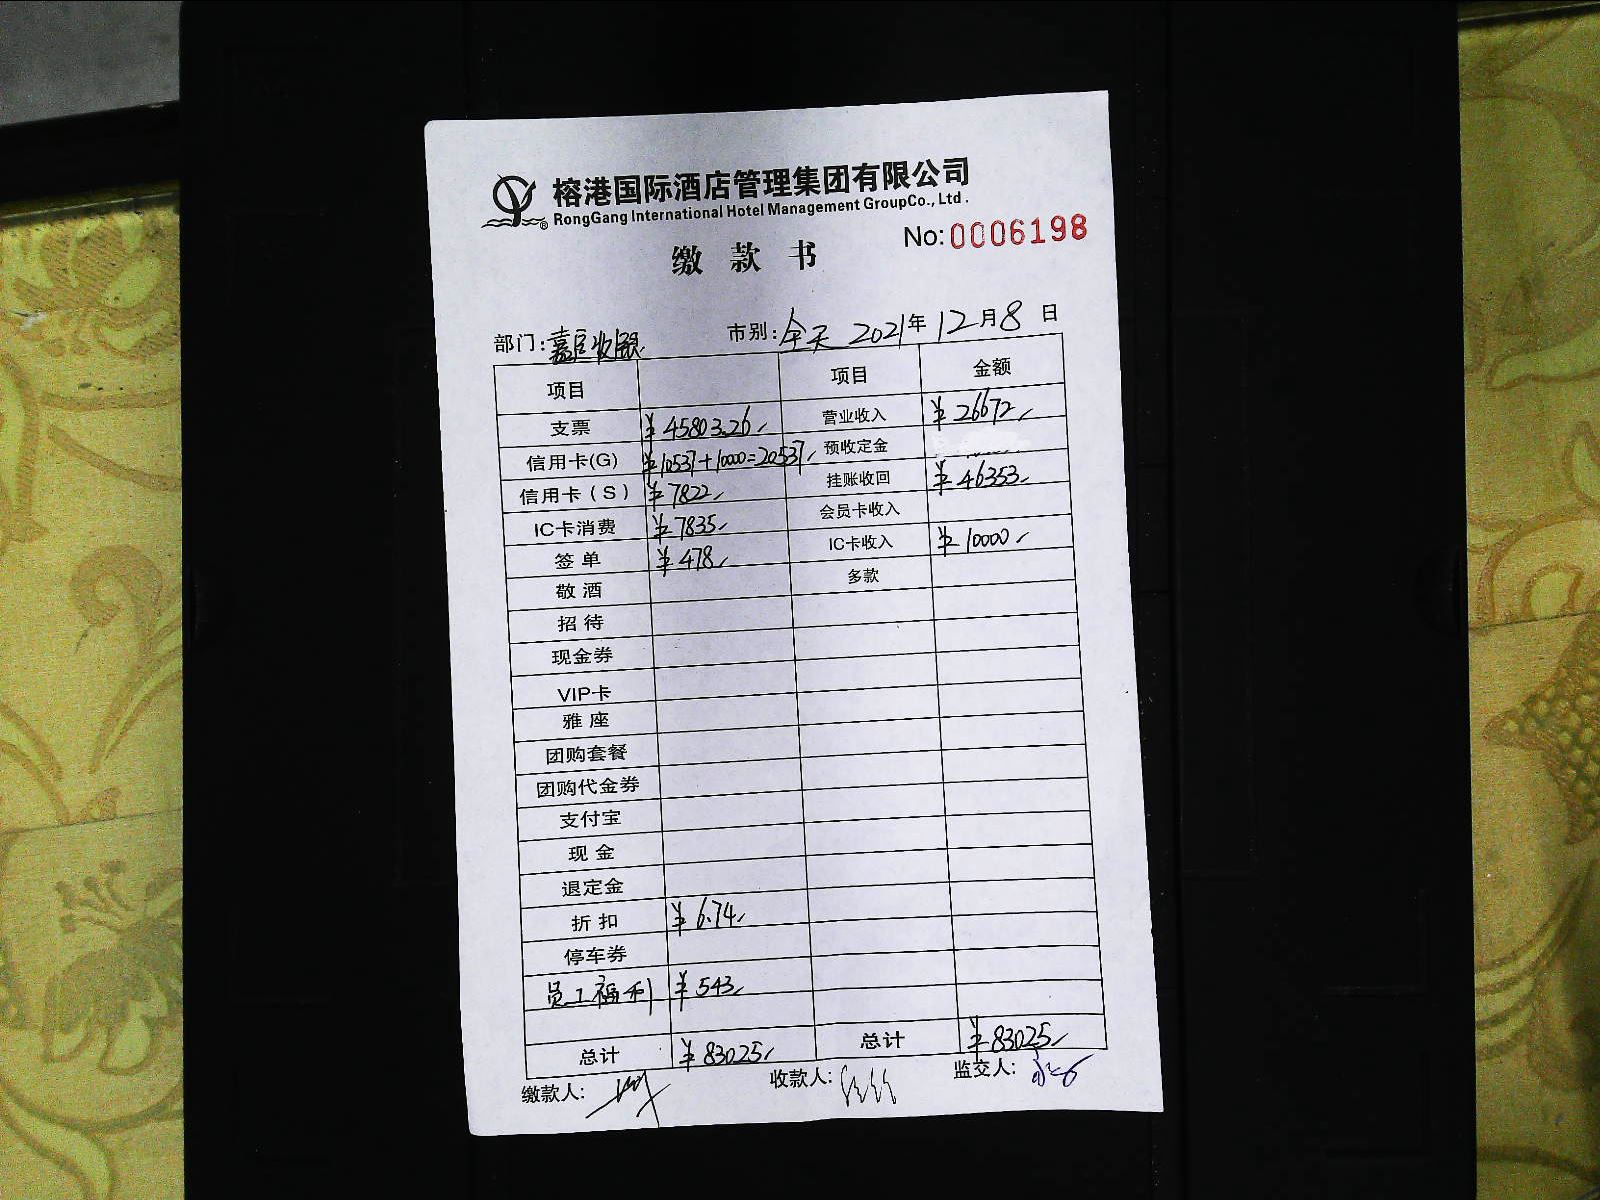 榕港国际酒店管理集团有限公司
RongGang International Hotel Management GroupCo., Ltd.
No: 0006198
缴 款 书
部门: 嘉宾收银 市别: 全天 2021年12月8日
项目 项目 金额
支票 ¥45803.26 营业收入 ¥26672
信用卡(G) ¥10537+10000=20537 预收定金
信用卡(S) ¥7822 挂账收回 ¥46353
IC卡消费 ¥7835 会员卡收入
签单 ¥478 IC卡收入 ¥10000
敬酒 多款
招待
现金券
VIP卡
雅座
团购套餐
团购代金券
支付宝
现金
退定金
折扣 ¥6.74
停车券
员工福利 ¥543
总计 ¥83025 总计 ¥83025
缴款人: 收款人: 监交人: